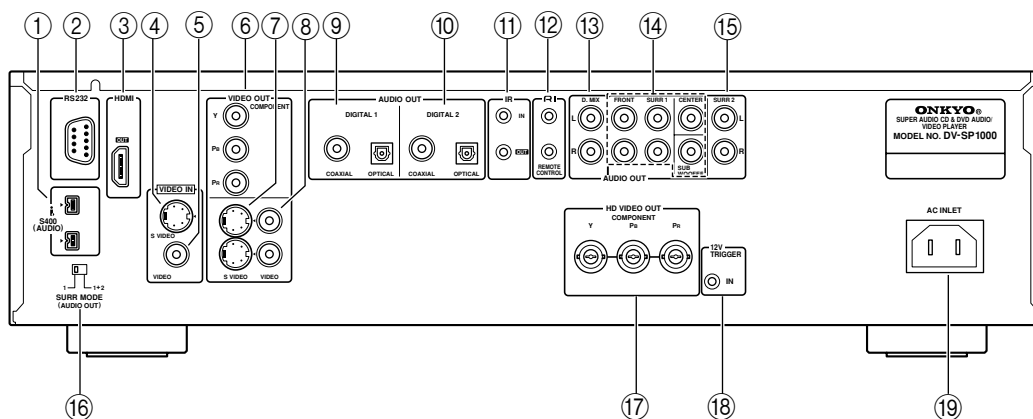 ① ② ③ ④ ⑤ ⑥ ⑦ ⑧ ⑨ ⑩ ⑪ ⑫ ⑬ ⑭ ⑮
RS232
HDMI
OUT
S400
(AUDIO)
1 1+2
SURR MODE
(AUDIO OUT)
VIDEO IN
S VIDEO
VIDEO
VIDEO OUT
COMPONENT
Y
PB
PR
S VIDEO VIDEO
AUDIO OUT
DIGITAL 1 DIGITAL 2
COAXIAL OPTICAL COAXIAL OPTICAL
IR
IN
OUT
RI
REMOTE
CONTROL
D. MIX FRONT SURR 1 CENTER SURR 2
L L
R R
SUB
WOOFER
AUDIO OUT
HD VIDEO OUT
COMPONENT
Y PB PR
12V
TRIGGER
IN
ONKYO®
SUPER AUDIO CD & DVD AUDIO/
VIDEO PLAYER
MODEL NO. DV-SP1000
AC INLET
⑯ ⑰ ⑱ ⑲